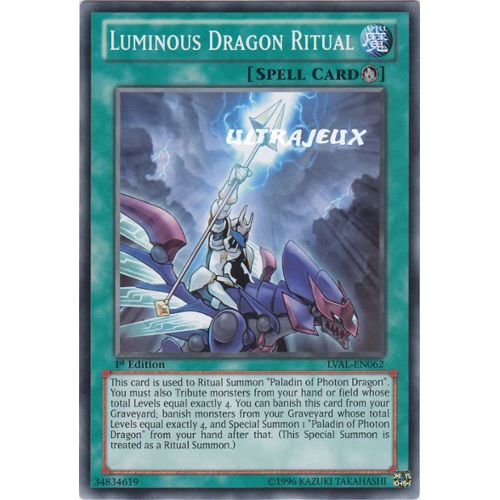 LUMINOUS DRAGON RITUAL
SPELL
魔
[SPELL CARD]
ULTRAJEUX
1st Edition
LVAL-EN062
This card is used to Ritual Summon "Paladin of Photon Dragon".
You must also Tribute monsters from your hand or field whose
total Levels equal exactly 4. You can banish this card from your
Graveyard; banish monsters from your Graveyard whose total
Levels equal exactly 4, and Special Summon 1 "Paladin of Photon
Dragon" from your hand after that. (This Special Summon is
treated as a Ritual Summon.)
34834619
©1996 KAZUKI TAKAHASHI